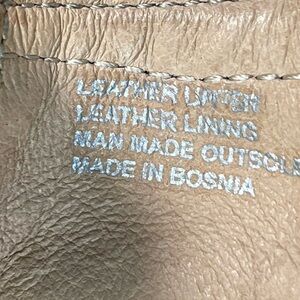 LEATHER UPPER
LEATHER LINING
MAN MADE OUTSOLE
MADE IN BOSNIA